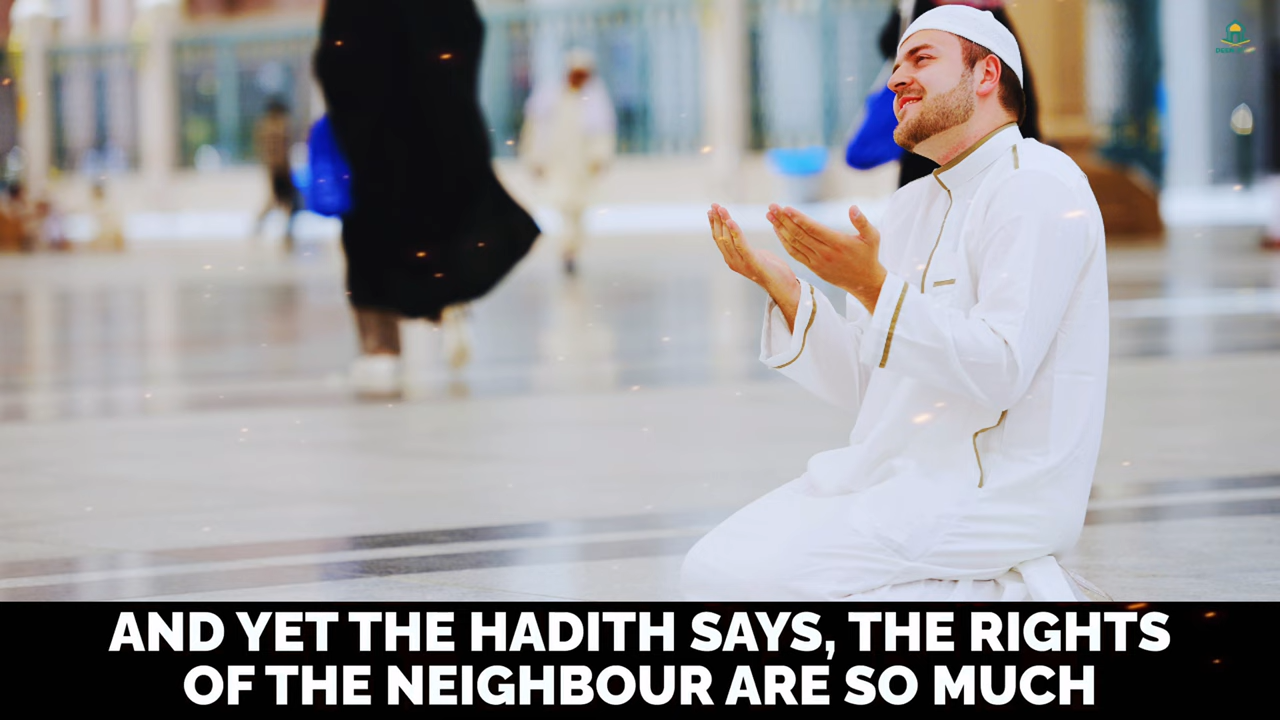 AND YET THE HADITH SAYS, THE RIGHTS
OF THE NEIGHBOUR ARE SO MUCH